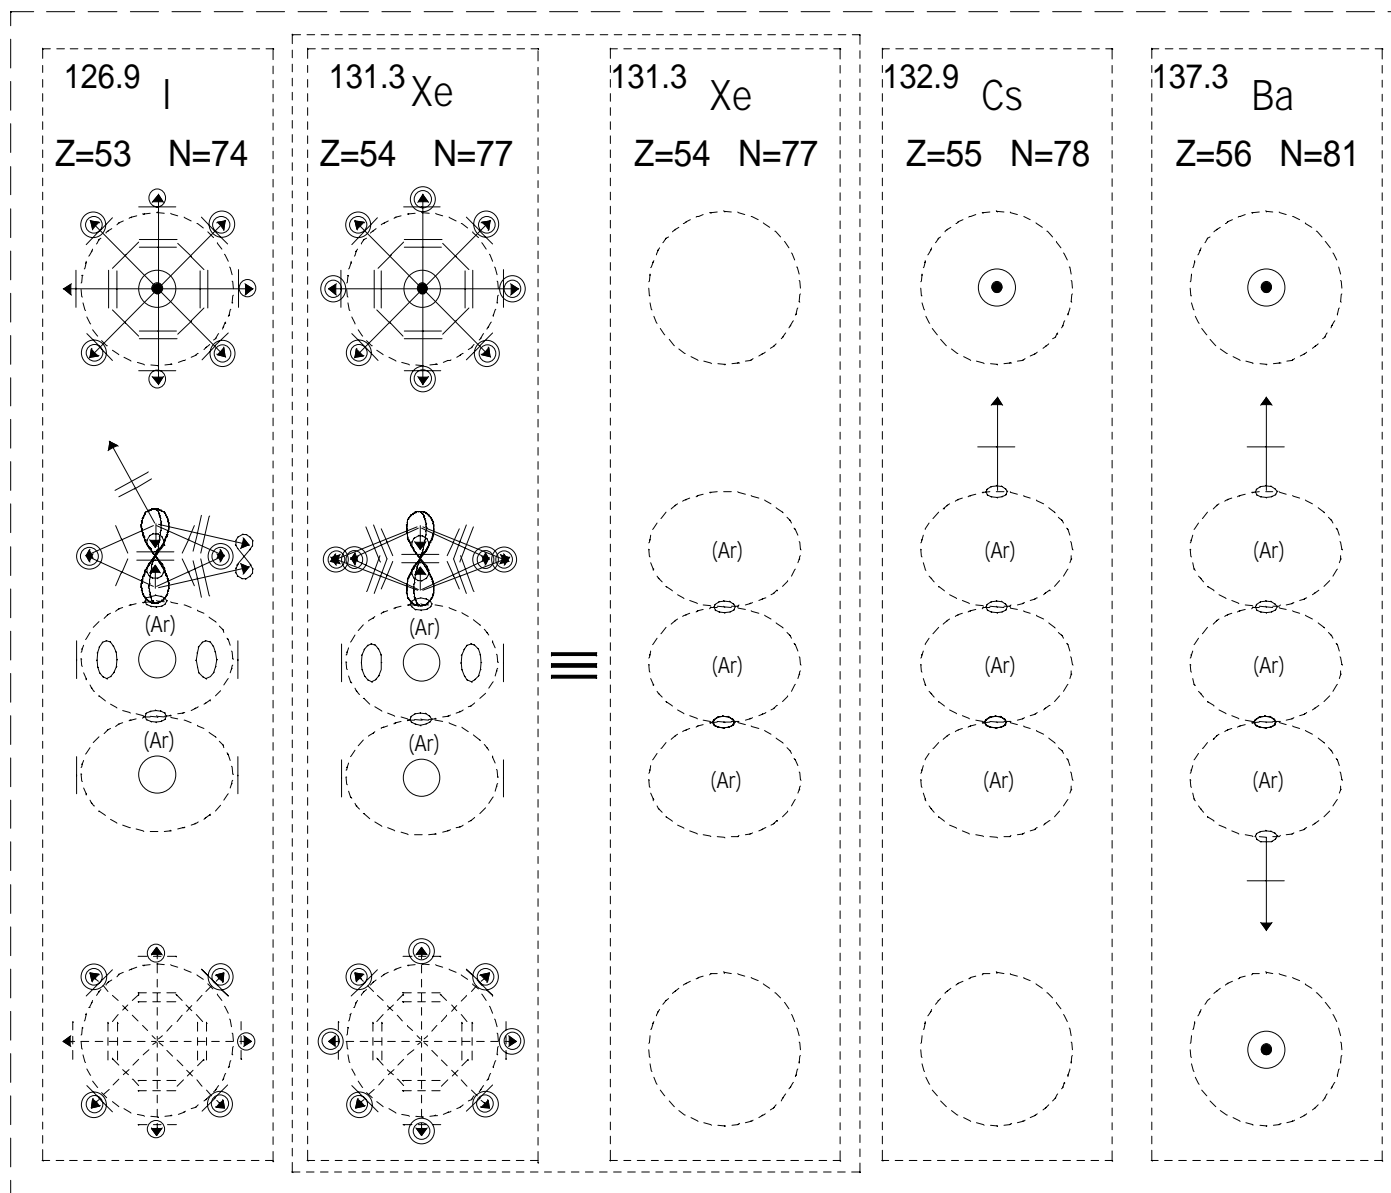 126.9 I
Z=53 N=74
(Ar)
(Ar)
131.3 Xe
Z=54 N=77
(Ar)
(Ar)
≡
131.3 Xe
Z=54 N=77
(Ar)
(Ar)
(Ar)
132.9 Cs
Z=55 N=78
(Ar)
(Ar)
(Ar)
137.3 Ba
Z=56 N=81
(Ar)
(Ar)
(Ar)